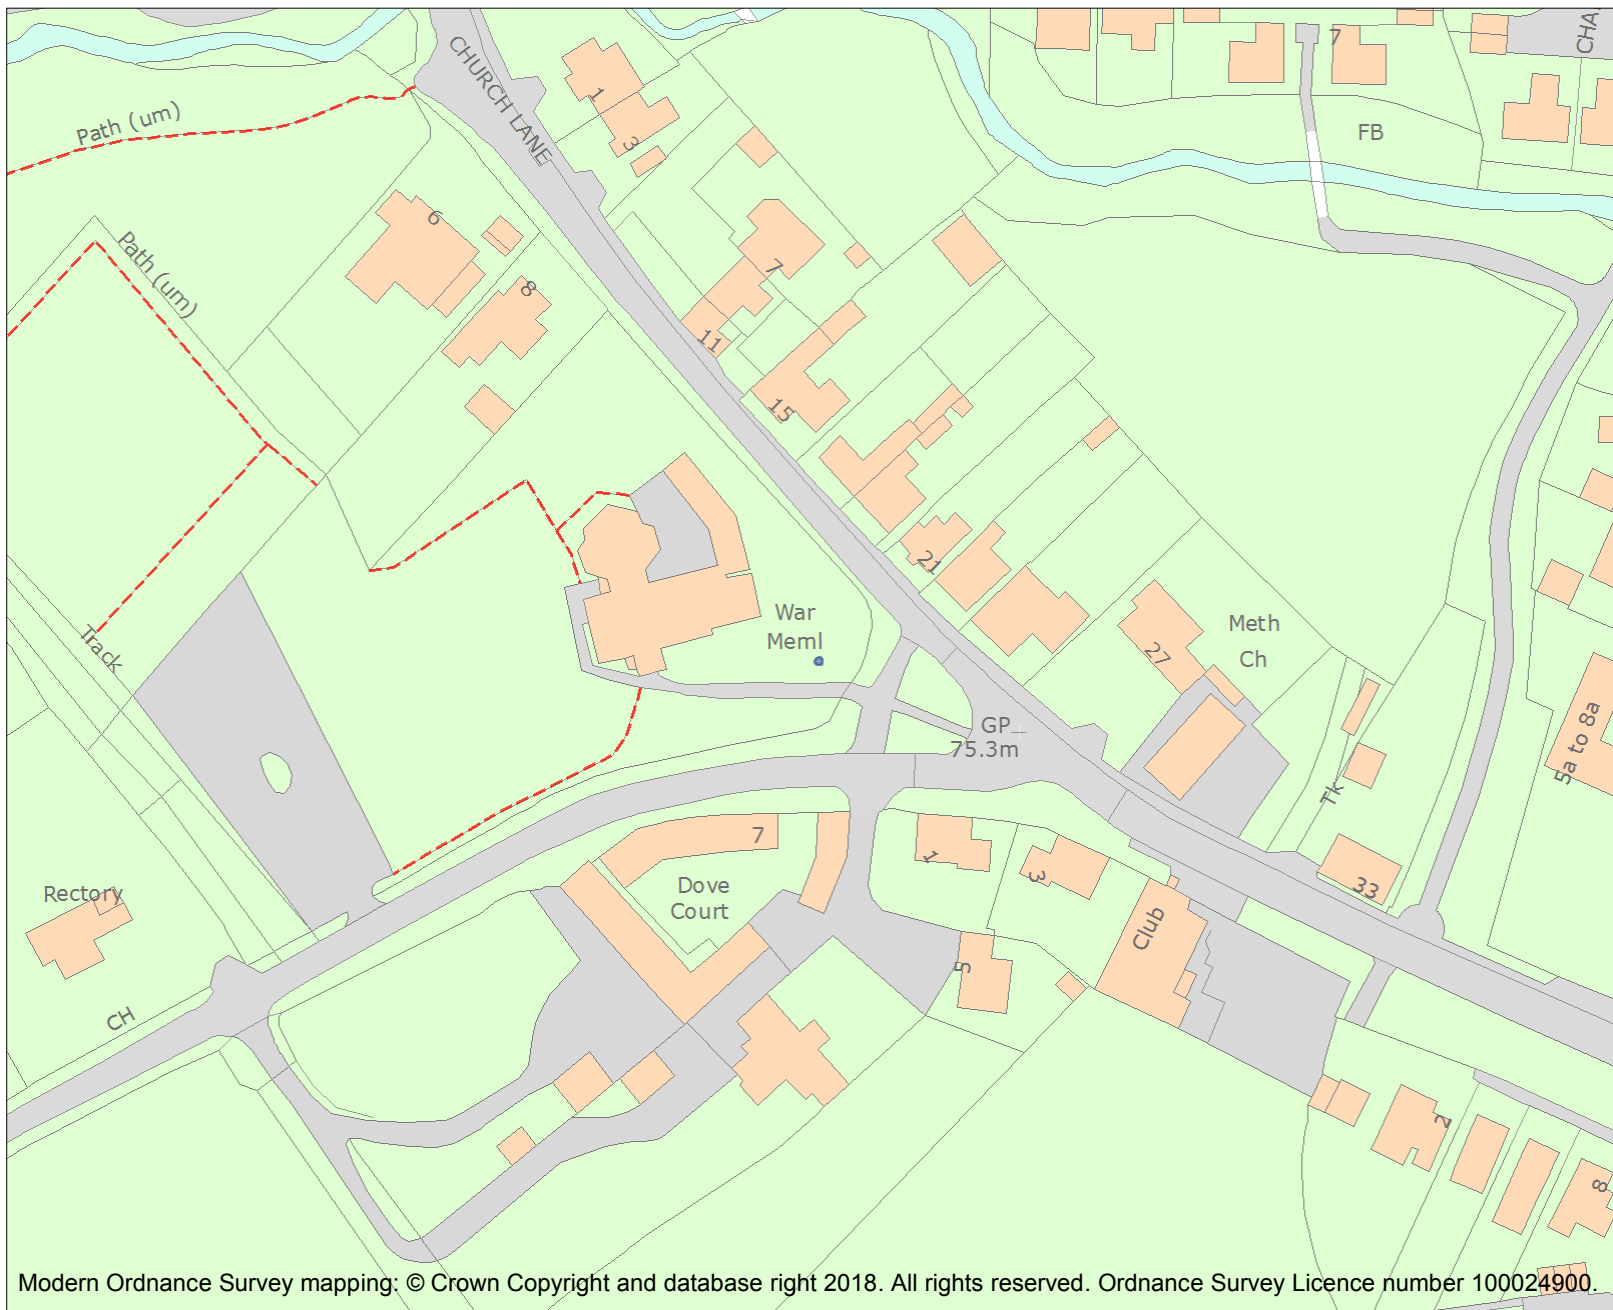 CHURCH LANE
1
3
7
CHA
FB
Path (um)
6
Path (um)
8
7
11
15
21
War
Meml
27
Meth
Ch
Track
GP
75.3m
5a to 8a
Tk
7
1
3
33
Rectory
Dove
Court
Club
5
CH
2
8
Modern Ordnance Survey mapping: © Crown Copyright and database right 2018. All rights reserved. Ordnance Survey Licence number 100024900.